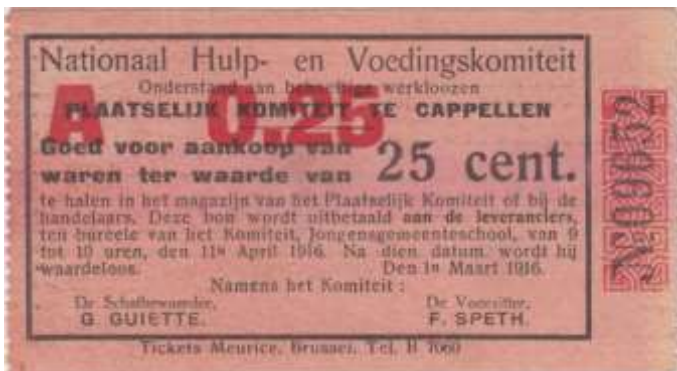 Nationaal Hulp- en Voedingskomiteit
Onderstand aan behoeftige werkloozen
PLAATSELIJK KOMITEIT TE CAPPELLEN
A 0.25
Goed voor aankoop van
waren ter waarde van 25 cent.
te halen in het magazijn van het Plaatselijk Komiteit of bij de
handelaars. Deze bon wordt uitbetaald aan de leveranciers,
ten bureele van het Komiteit, Jongensgemeenteschool, van 9
tot 10 uren, den 11n April 1916. Na dien datum wordt hij
waardeloos. Den 1n Maart 1916.
Namens het Komiteit :
De Schatbewaarder, De Voorzitter,
G. GUIETTE. F. SPETH.
Tickets Meurice, Brussel. Tel. B 7060